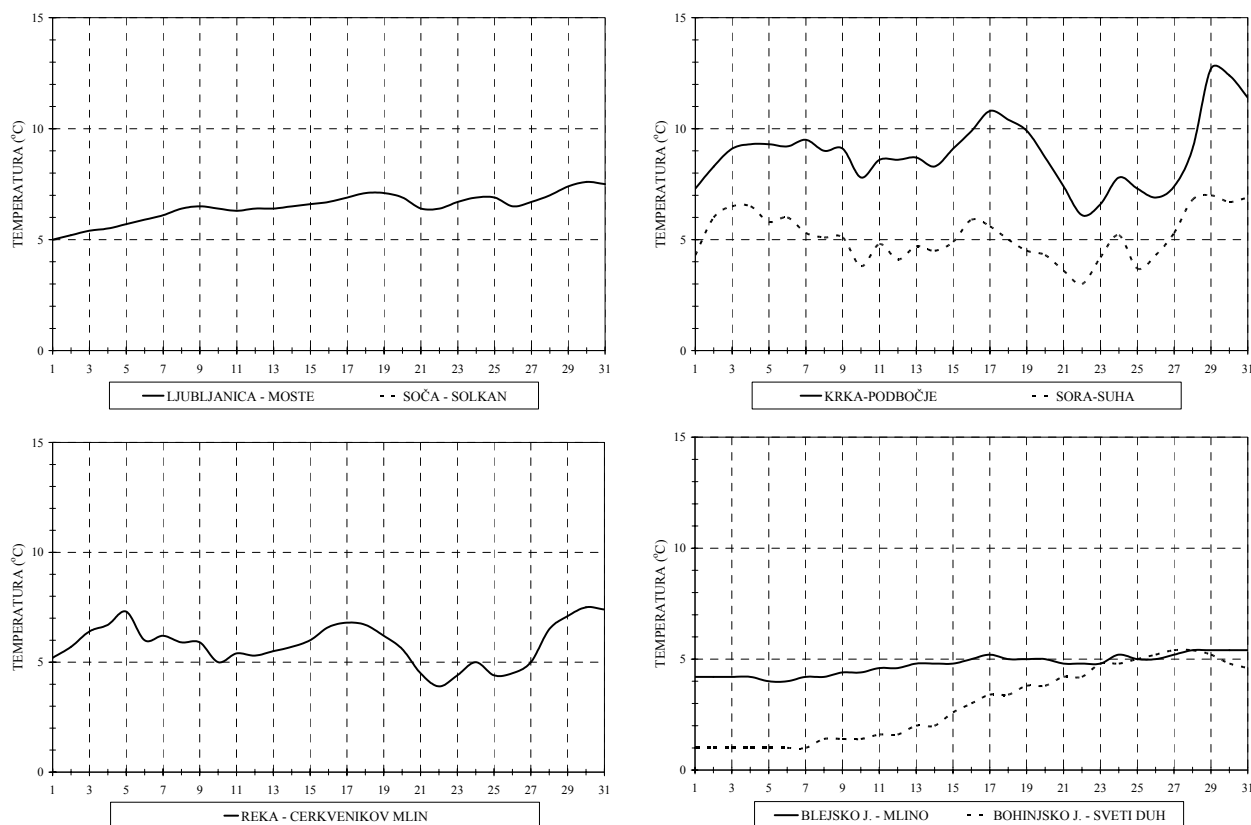 15
10
5
0
TEMPERATURA (°C)
1 3 5 7 9 11 13 15 17 19 21 23 25 27 29 31
LJUBLJANICA - MOSTE SOČA - SOLKAN
15
10
5
0
TEMPERATURA (°C)
1 3 5 7 9 11 13 15 17 19 21 23 25 27 29 31
KRKA-PODBOČJE SORA-SUHA
15
10
5
0
TEMPERATURA (°C)
1 3 5 7 9 11 13 15 17 19 21 23 25 27 29 31
REKA - CERKVENIKOV MLIN
15
10
5
0
TEMPERATURA (°C)
1 3 5 7 9 11 13 15 17 19 21 23 25 27 29 31
BLEJSKO J. - MLINO BOHINJSKO J. - SVETI DUH